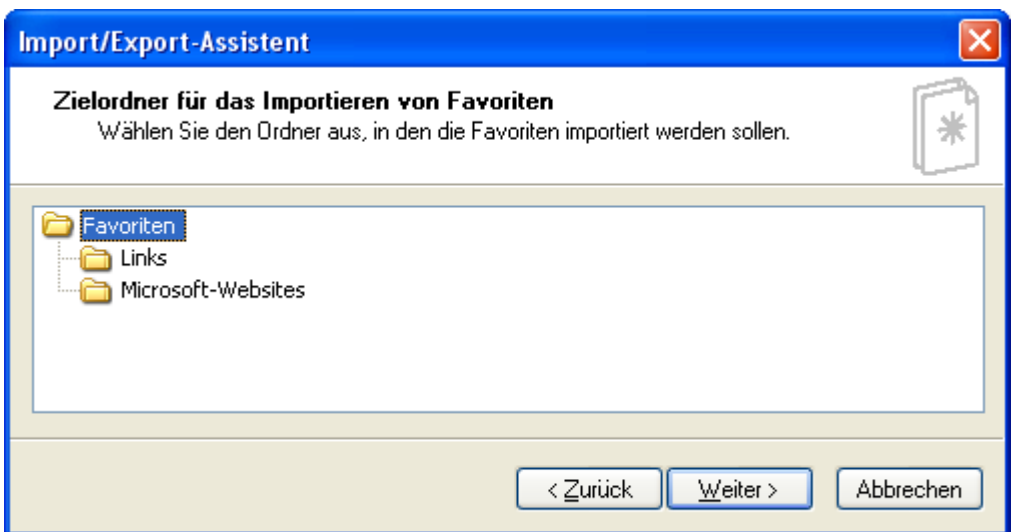 Import/Export-Assistent
Zielordner für das Importieren von Favoriten
Wählen Sie den Ordner aus, in den die Favoriten importiert werden sollen.
Favoriten
Links
Microsoft-Websites
< Zurück Weiter > Abbrechen